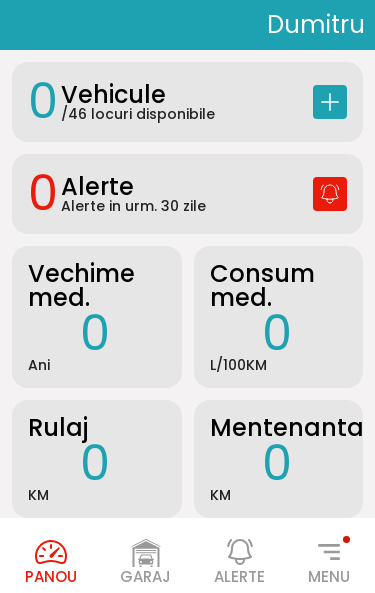 Dumitru
0 Vehicule
/46 locuri disponibile
0 Alerte
Alerte in urm. 30 zile
Vechime
med.
0
Ani
Consum
med.
0
L/100KM
Rulaj
0
KM
Mentenanta
0
KM
PANOU GARAJ ALERTE MENU